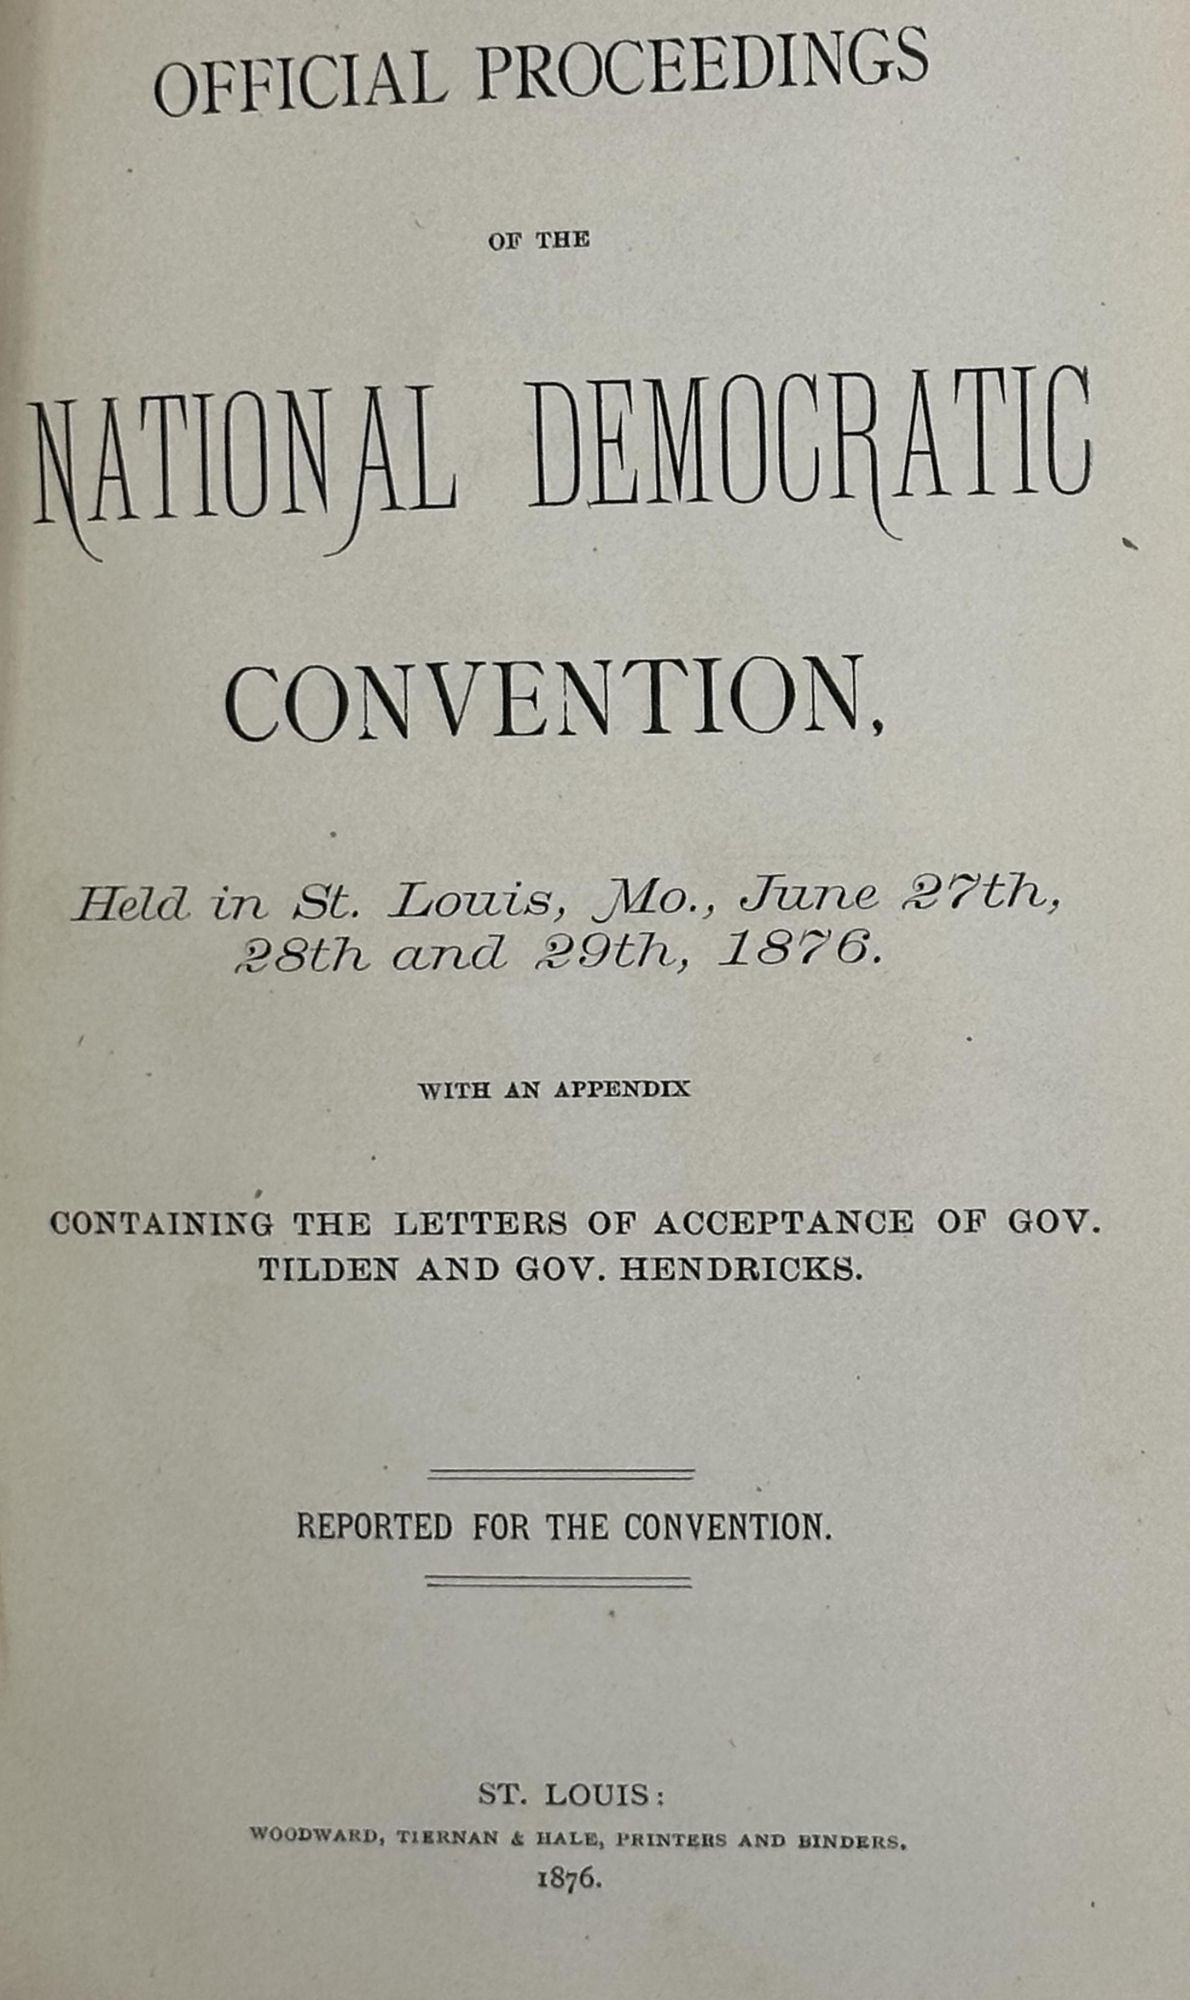 OFFICIAL PROCEEDINGS
OF THE
NATIONAL DEMOCRATIC
CONVENTION,
Held in St. Louis, Mo., June 27th,
28th and 29th, 1876.
WITH AN APPENDIX
CONTAINING THE LETTERS OF ACCEPTANCE OF GOV.
TILDEN AND GOV. HENDRICKS.
REPORTED FOR THE CONVENTION.
ST. LOUIS:
WOODWARD, TIERNAN & HALE, PRINTERS AND BINDERS.
1876.